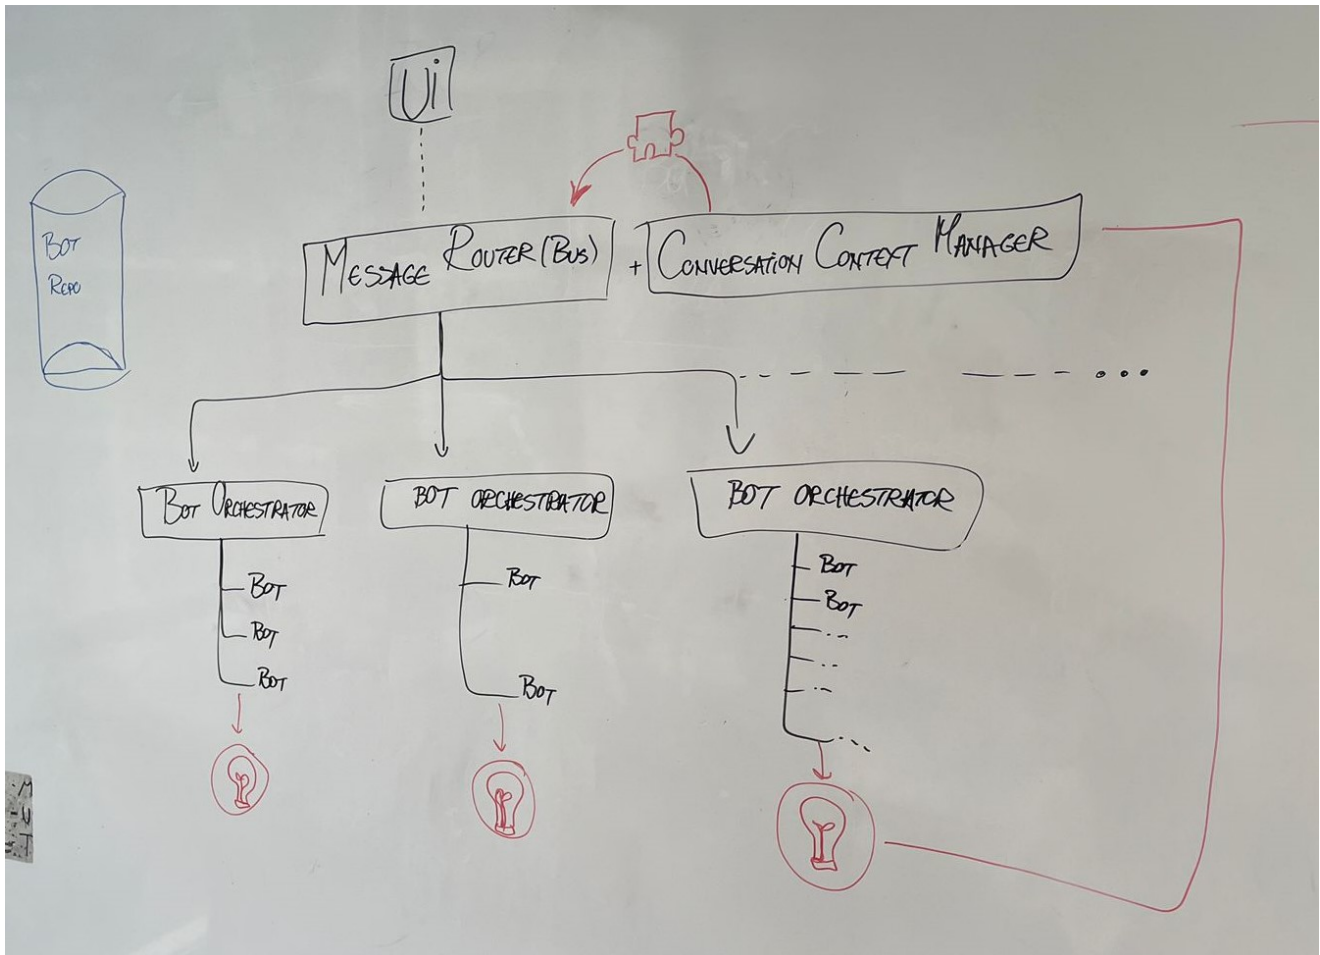 Ui
BOT
REPO
MESSAGE ROUTER (BUS)
+
CONVERSATION CONTEXT MANAGER
BOT ORCHESTRATOR
BOT
BOT
BOT
BOT ORCHESTRATOR
BOT
BOT
BOT ORCHESTRATOR
BOT
BOT